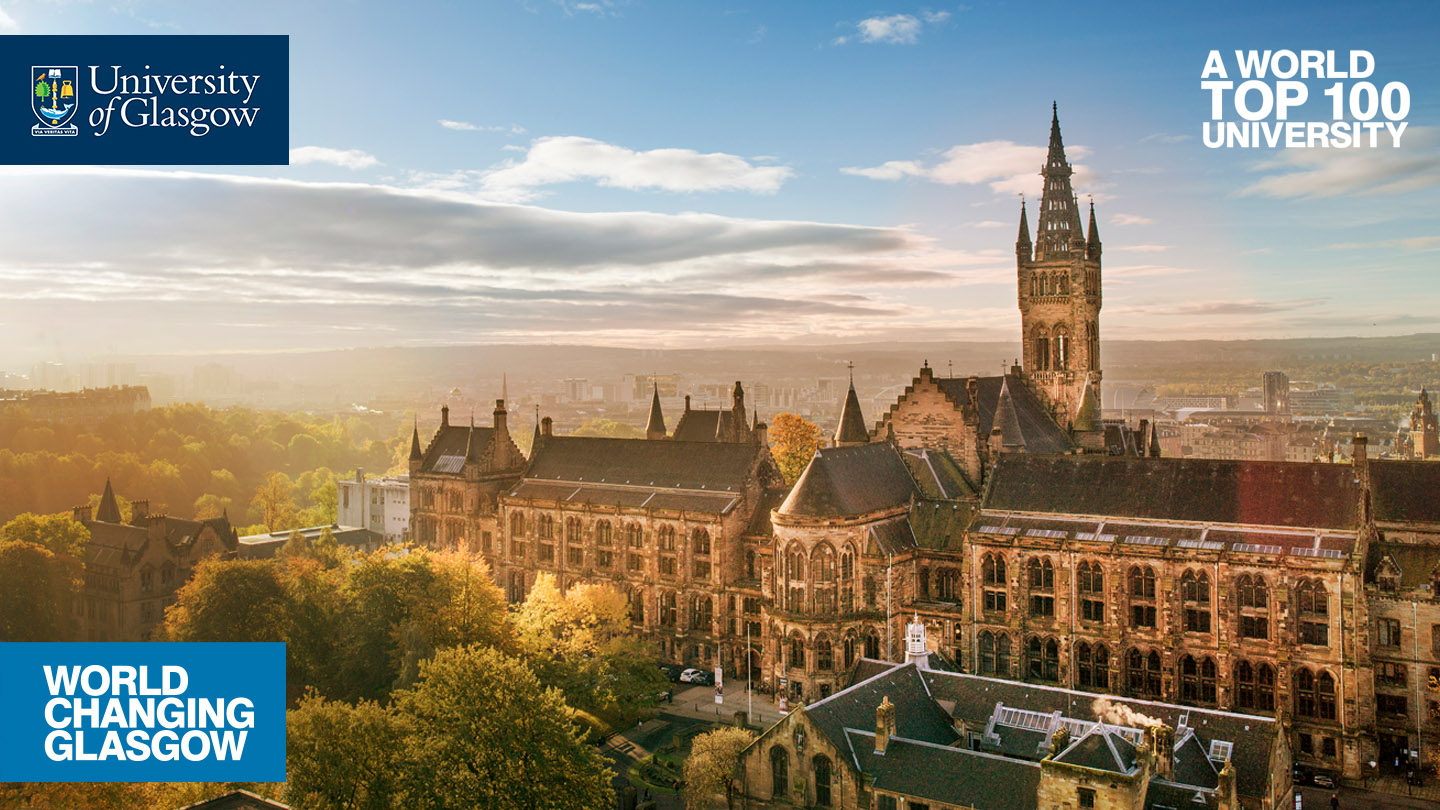 University
of Glasgow
VIA VERITAS VITA
A WORLD
TOP 100
UNIVERSITY
WORLD
CHANGING
GLASGOW